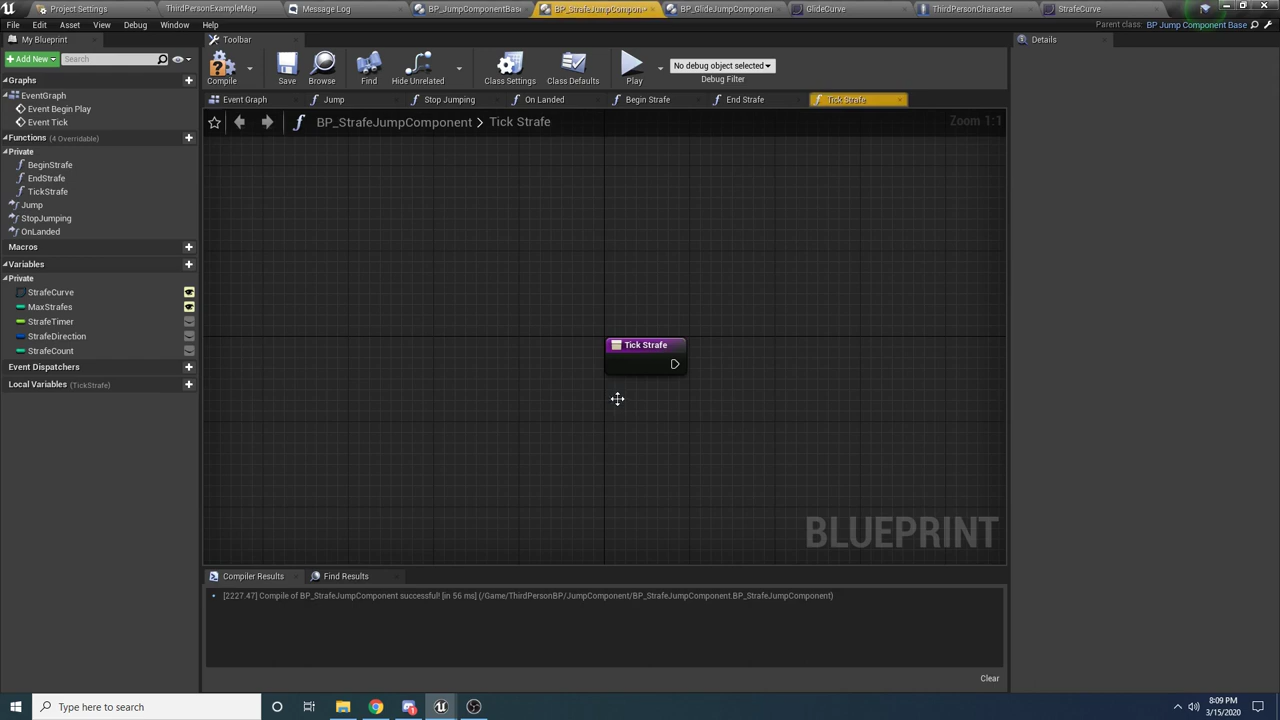 Project Settings
ThirdPersonExampleMap
Message Log
BP_JumpComponentBase
BP_StrafeJumpCompon
BP_GlideJumpComponen
GlideCurve
ThirdPersonCharacter
StrafeCurve
File Edit Asset View Debug Window Help
Parent class: BP Jump Component Base
My Blueprint
Toolbar
Details
+Add New
Search
Compile
Save
Browse
Find
Hide Unrelated
Class Settings
Class Defaults
Play
No debug object selected
Debug Filter
Graphs
EventGraph
Event Begin Play
Event Tick
Functions (4 Overridable)
Private
BeginStrafe
EndStrafe
TickStrafe
Jump
StopJumping
OnLanded
Macros
Variables
Private
StrafeCurve
MaxStrafes
StrafeTimer
StrafeDirection
StrafeCount
Event Dispatchers
Local Variables (TickStrafe)
Event Graph
Jump
Stop Jumping
On Landed
Begin Strafe
End Strafe
Tick Strafe
BP_StrafeJumpComponent > Tick Strafe
Zoom 1:1
Tick Strafe
BLUEPRINT
Compiler Results
Find Results
[2227.47] Compile of BP_StrafeJumpComponent successful! [in 56 ms] (/Game/ThirdPersonBP/JumpComponent/BP_StrafeJumpComponent.BP_StrafeJumpComponent)
Clear
Type here to search
8:09 PM
3/15/2020